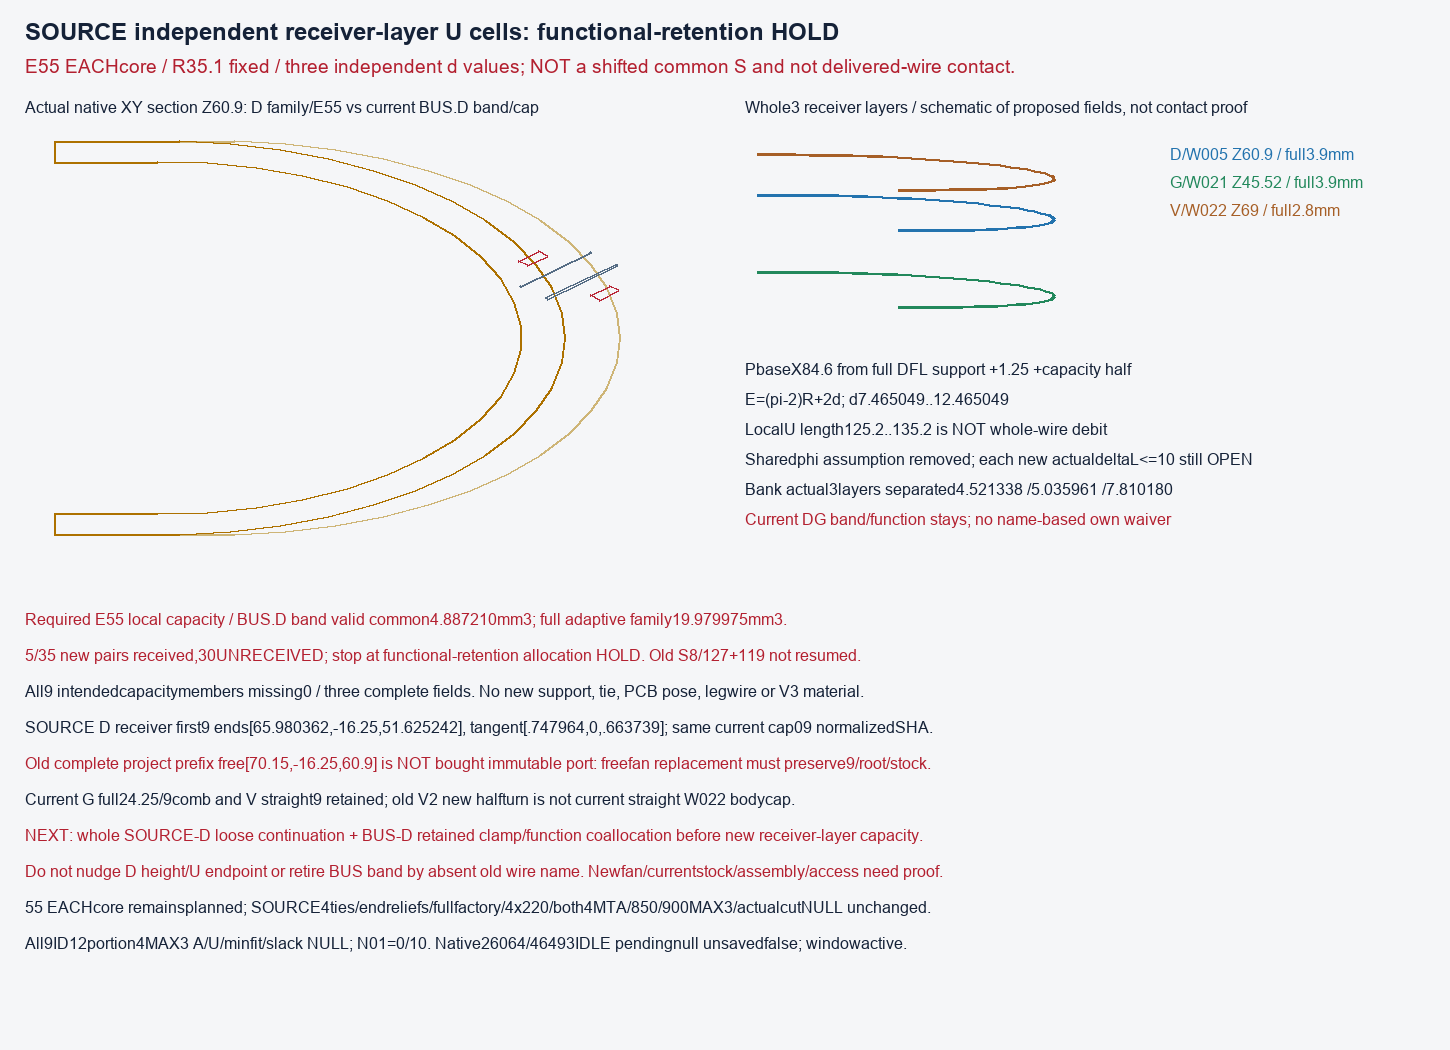 SOURCE independent receiver-layer U cells: functional-retention HOLD
E55 EACHcore / R35.1 fixed / three independent d values; NOT a shifted common S and not delivered-wire contact.
Actual native XY section Z60.9: D family/E55 vs current BUS.D band/cap
Whole3 receiver layers / schematic of proposed fields, not contact proof
D/W005 Z60.9 / full3.9mm
G/W021 Z45.52 / full3.9mm
V/W022 Z69 / full2.8mm
PbaseX84.6 from full DFL support +1.25 +capacity half
E=(pi-2)R+2d; d7.465049..12.465049
LocalU length125.2..135.2 is NOT whole-wire debit
Sharedphi assumption removed; each new actualdeltaL<=10 still OPEN
Bank actual3layers separated4.521338 /5.035961 /7.810180
Current DG band/function stays; no name-based own waiver
Required E55 local capacity / BUS.D band valid common4.887210mm3; full adaptive family19.979975mm3.
5/35 new pairs received,30UNRECEIVED; stop at functional-retention allocation HOLD. Old S8/127+119 not resumed.
All9 intendedcapacitymembers missing0 / three complete fields. No new support, tie, PCB pose, legwire or V3 material.
SOURCE D receiver first9 ends[65.980362,-16.25,51.625242], tangent[.747964,0,.663739]; same current cap09 normalizedSHA.
Old complete project prefix free[70.15,-16.25,60.9] is NOT bought immutable port: freefan replacement must preserve9/root/stock.
Current G full24.25/9comb and V straight9 retained; old V2 new halfturn is not current straight W022 bodycap.
NEXT: whole SOURCE-D loose continuation + BUS-D retained clamp/function coallocation before new receiver-layer capacity.
Do not nudge D height/U endpoint or retire BUS band by absent old wire name. Newfan/currentstock/assembly/access need proof.
55 EACHcore remainsplanned; SOURCE4ties/endreliefs/fullfactory/4x220/both4MTA/850/900MAX3/actualcutNULL unchanged.
All9ID12portion4MAX3 A/U/minfit/slack NULL; N01=0/10. Native26064/46493IDLE pendingnull unsavedfalse; windowactive.